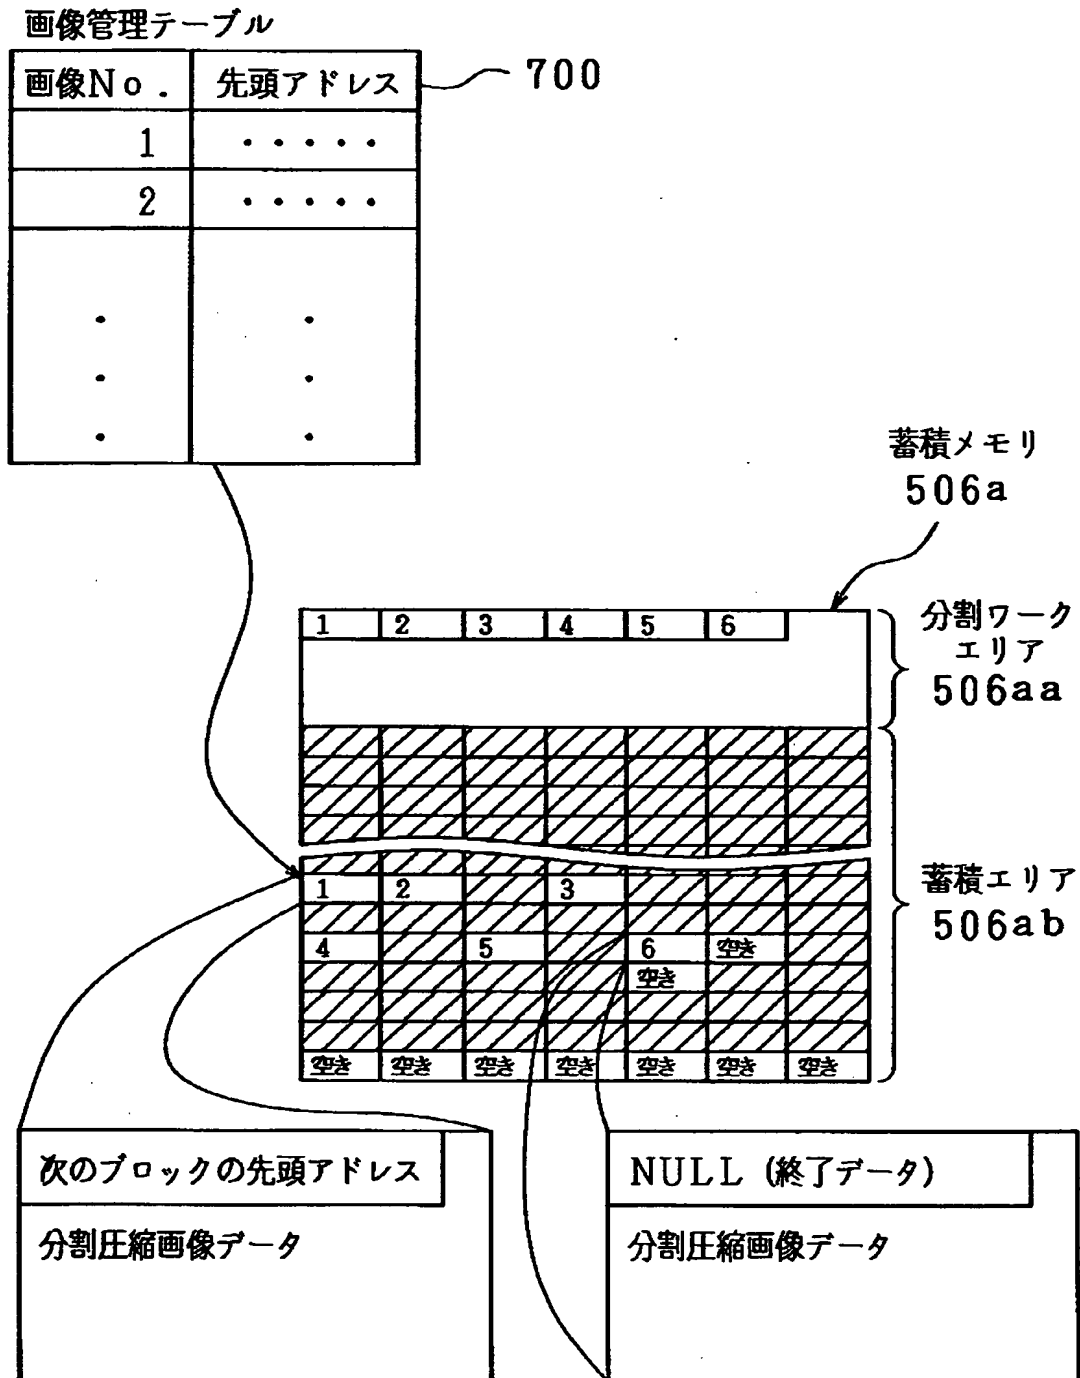 画像管理テーブル
画像No. 先頭アドレス
700
1 ・・・・・
2 ・・・・・
・ ・
・ ・
・ ・
蓄積メモリ
506a
分割ワーク
エリア
506aa
1 2 3 4 5 6
蓄積エリア
506ab
1 2 3
4 5 6 空き
空き
空き 空き 空き 空き 空き 空き 空き
次のブロックの先頭アドレス
分割圧縮画像データ
NULL(終了データ)
分割圧縮画像データ